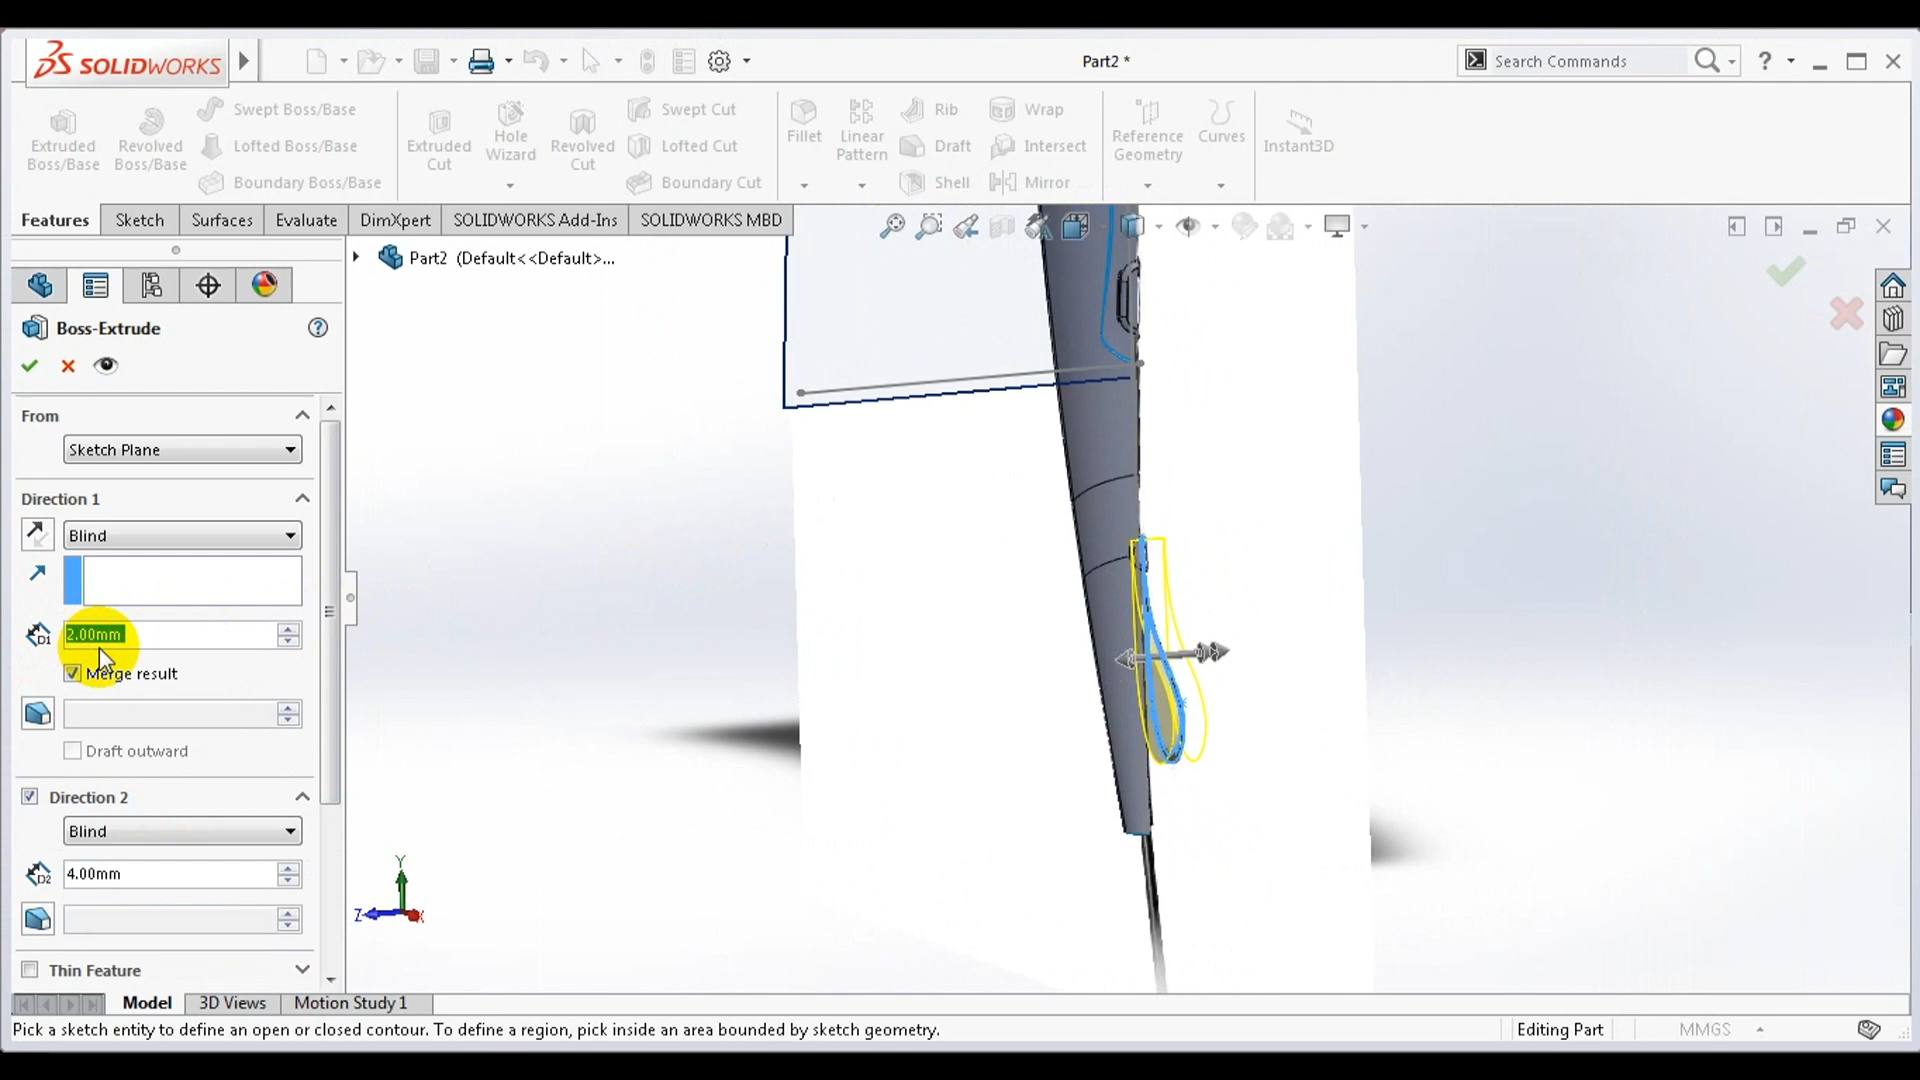 SOLIDWORKS
Part2 *
Search Commands
?
Extruded Boss/Base
Revolved Boss/Base
Swept Boss/Base
Lofted Boss/Base
Boundary Boss/Base
Extruded Cut
Hole Wizard
Revolved Cut
Swept Cut
Lofted Cut
Boundary Cut
Fillet
Linear Pattern
Rib
Draft
Shell
Wrap
Intersect
Mirror
Reference Geometry
Curves
Instant3D
Features
Sketch
Surfaces
Evaluate
DimXpert
SOLIDWORKS Add-Ins
SOLIDWORKS MBD
Part2 (Default<<Default>...
Boss-Extrude
?
From
Sketch Plane
Direction 1
Blind
D1
2.00mm
Merge result
Draft outward
Direction 2
Blind
D2
4.00mm
Thin Feature
Y
Z
X
Model
3D Views
Motion Study 1
Pick a sketch entity to define an open or closed contour. To define a region, pick inside an area bounded by sketch geometry.
Editing Part
MMGS